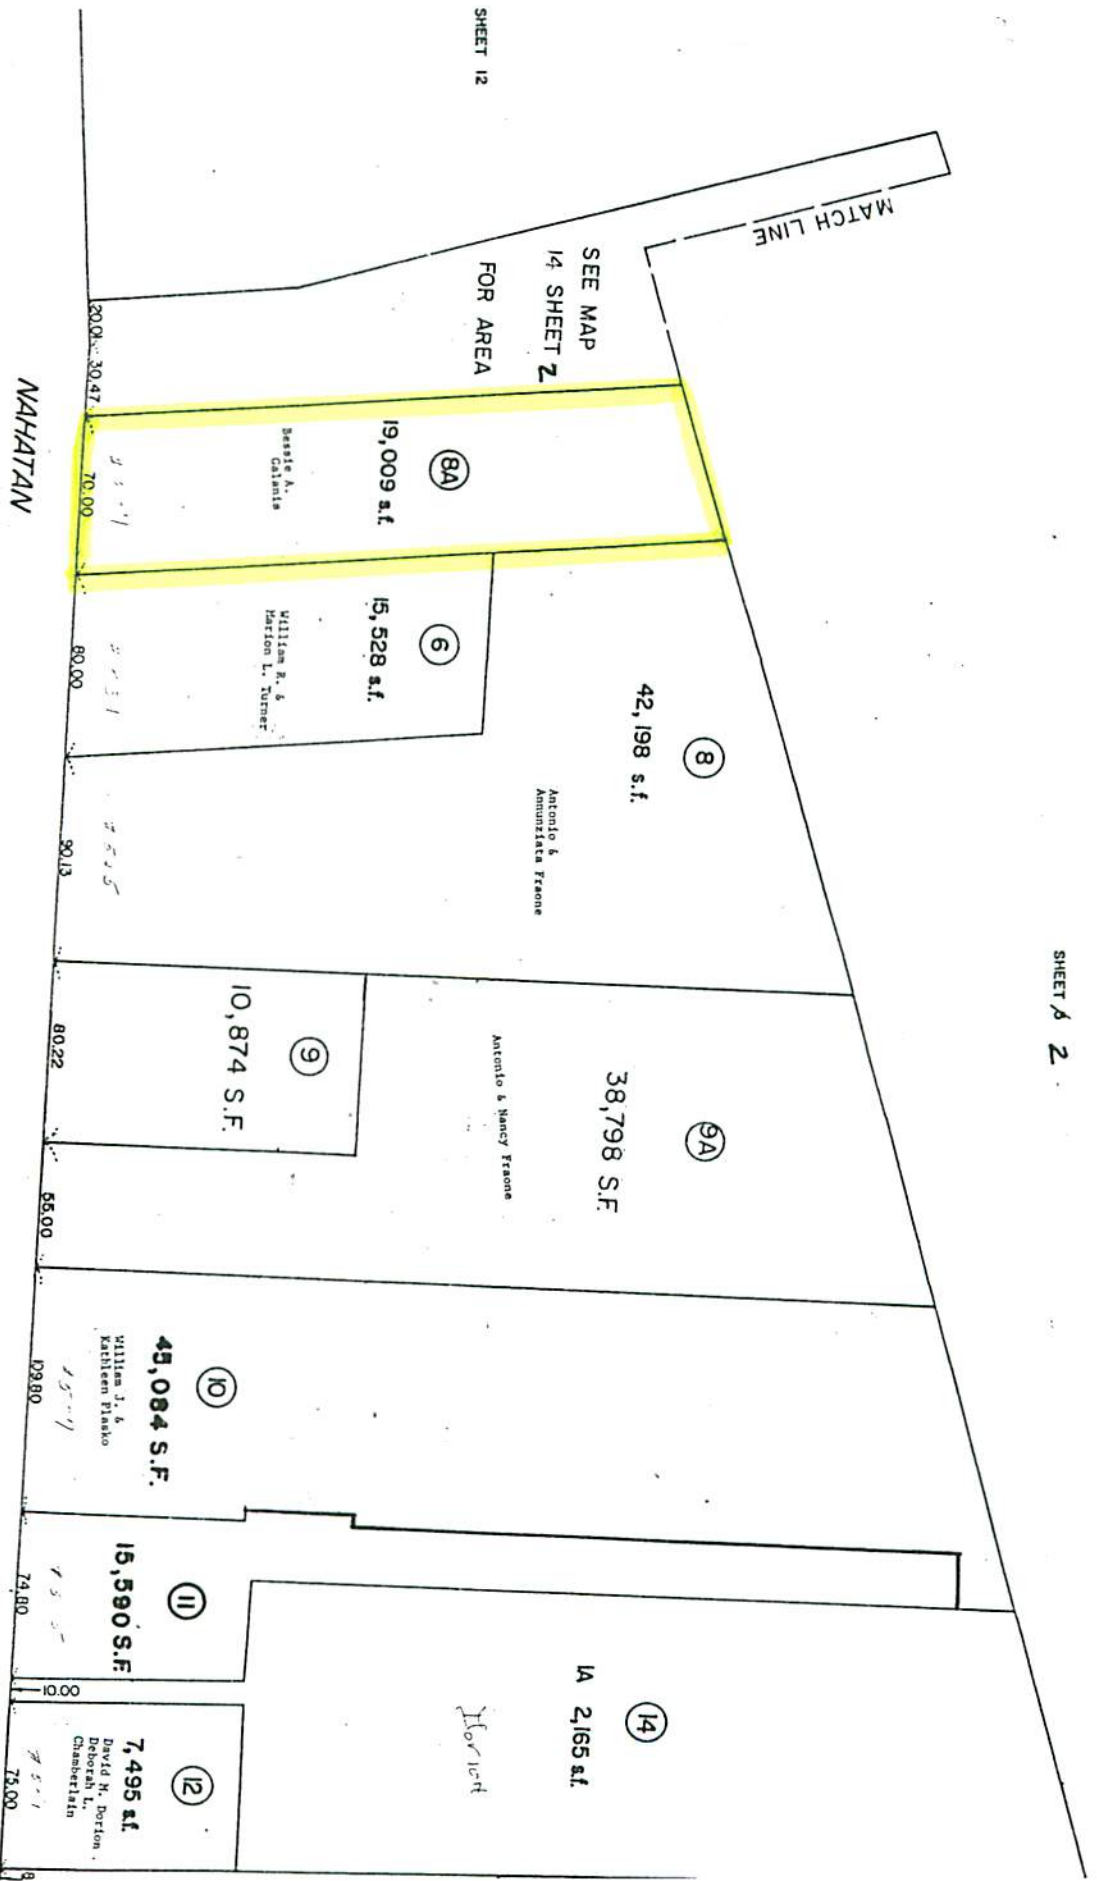 SHEET 12
MATCH LINE
SEE MAP
14 SHEET 2
FOR AREA
SHEET 2
NAHATAN
20.01
30.47
70.00
80.00
90.13
80.22
55.00
109.80
74.80
10.00
75.00
8A
19,009 s.f.
Bessie A.
Galanis
6
15,528 s.f.
William R. &
Marion L. Turner
8
42,198 s.f.
Antonio &
Annunziata Fraone
9
10,874 S.F.
9A
38,798 S.F.
Antonio & Nancy Fraone
10
45,084 S.F.
William J. &
Kathleen Plasko
11
15,590 S.F.
14
1A 2,165 s.f.
12
7,495 s.f.
David M. Dorion
Deborah L.
Chamberlain